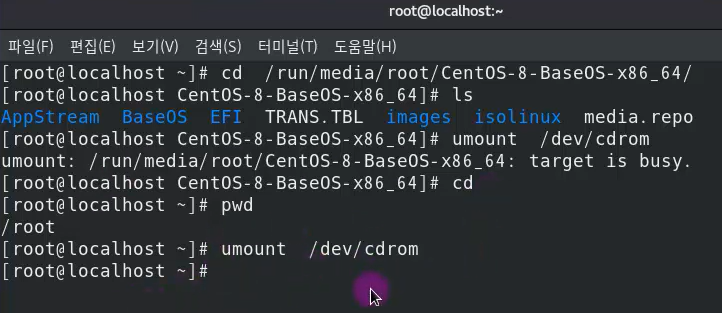 root@localhost:~
파일(F) 편집(E) 보기(V) 검색(S) 터미널(T) 도움말(H)
[root@localhost ~]# cd  /run/media/root/CentOS-8-BaseOS-x86_64/
[root@localhost CentOS-8-BaseOS-x86_64]# ls
AppStream  BaseOS  EFI  TRANS.TBL  images  isolinux  media.repo
[root@localhost CentOS-8-BaseOS-x86_64]# umount  /dev/cdrom
umount: /run/media/root/CentOS-8-BaseOS-x86_64: target is busy.
[root@localhost CentOS-8-BaseOS-x86_64]# cd
[root@localhost ~]# pwd
/root
[root@localhost ~]# umount  /dev/cdrom
[root@localhost ~]#